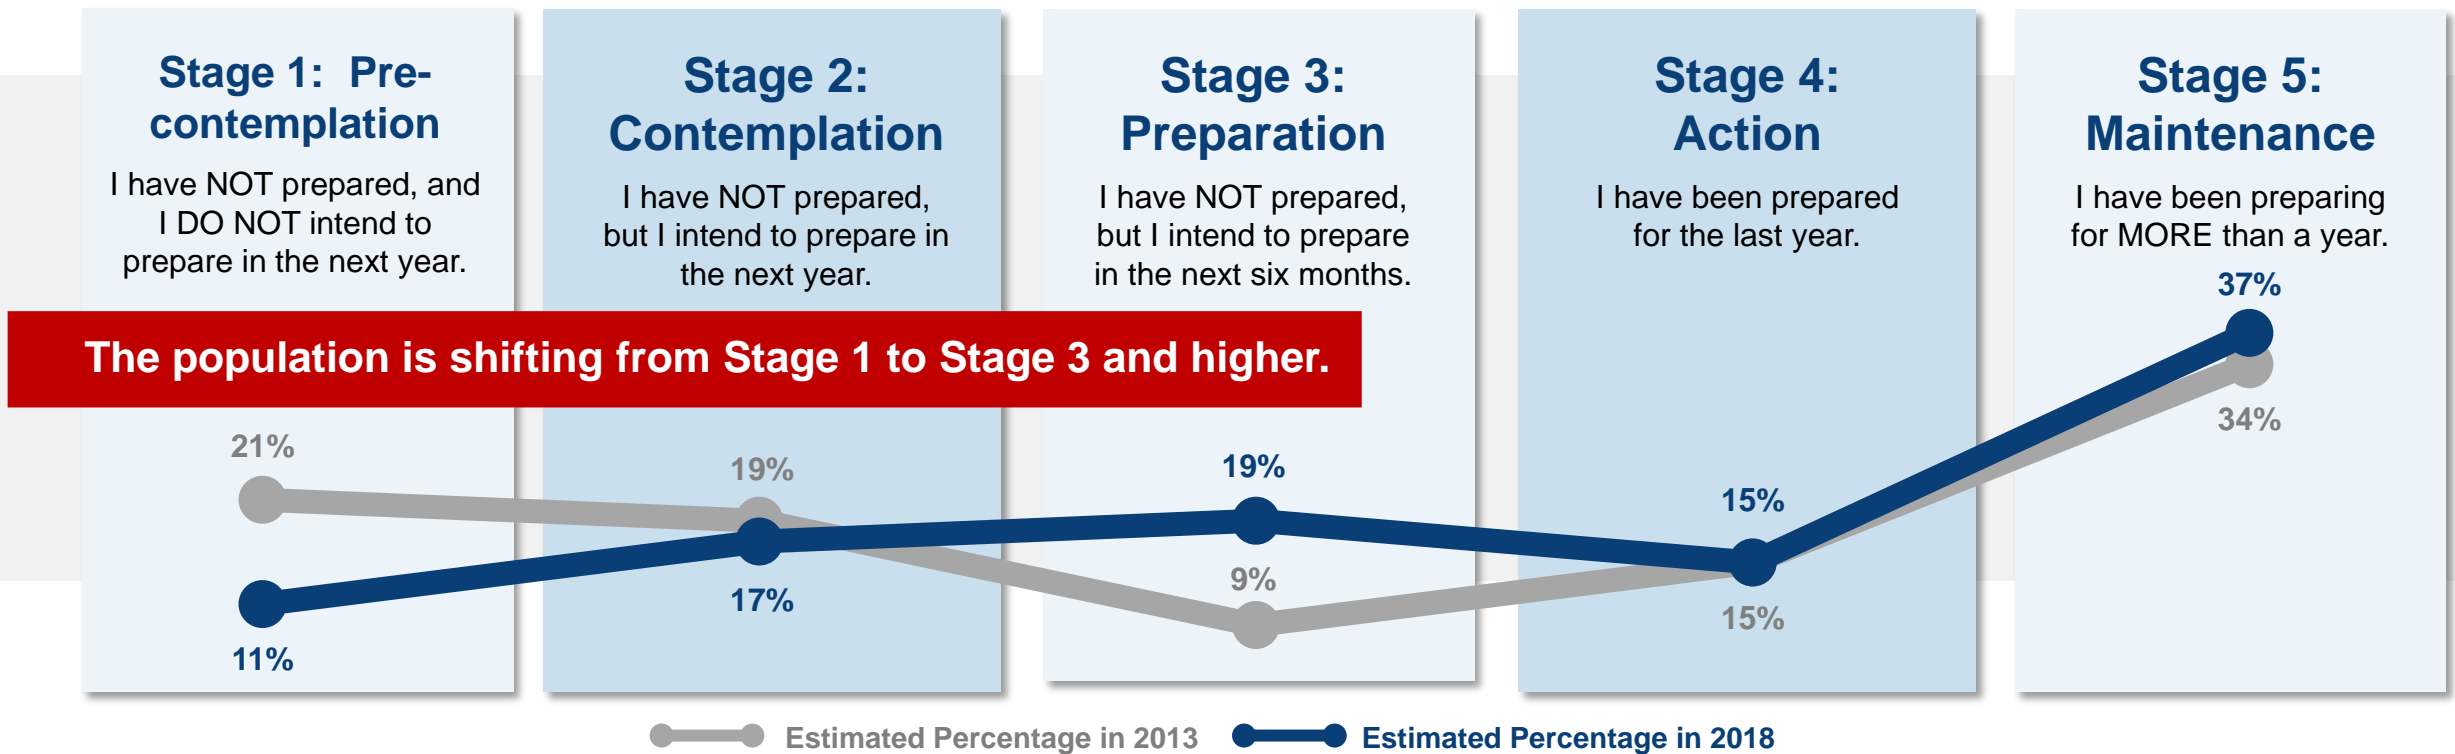 Stage 1:  Pre-
contemplation
I have NOT prepared, and
I DO NOT intend to
prepare in the next year.
Stage 2:
Contemplation
I have NOT prepared,
but I intend to prepare in
the next year.
Stage 3:
Preparation
I have NOT prepared,
but I intend to prepare
in the next six months.
Stage 4:
Action
I have been prepared
for the last year.
Stage 5:
Maintenance
I have been preparing
for MORE than a year.
The population is shifting from Stage 1 to Stage 3 and higher.
21%
11%
19%
17%
19%
9%
15%
15%
37%
34%
Estimated Percentage in 2013
Estimated Percentage in 2018